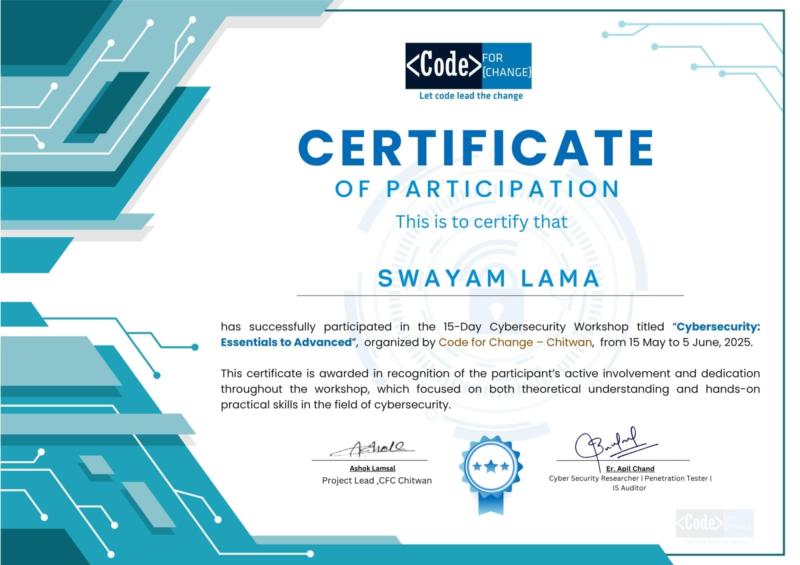 <Code> FOR {CHANGE}
Let code lead the change
CERTIFICATE
OF PARTICIPATION
This is to certify that
SWAYAM LAMA
has successfully participated in the 15-Day Cybersecurity Workshop titled “Cybersecurity:
Essentials to Advanced”, organized by Code for Change – Chitwan, from 15 May to 5 June, 2025.
This certificate is awarded in recognition of the participant’s active involvement and dedication
throughout the workshop, which focused on both theoretical understanding and hands-on
practical skills in the field of cybersecurity.
Ashok Lamsal
Project Lead ,CFC Chitwan
Er. Apil Chand
Cyber Security Researcher | Penetration Tester |
IS Auditor
<Code>